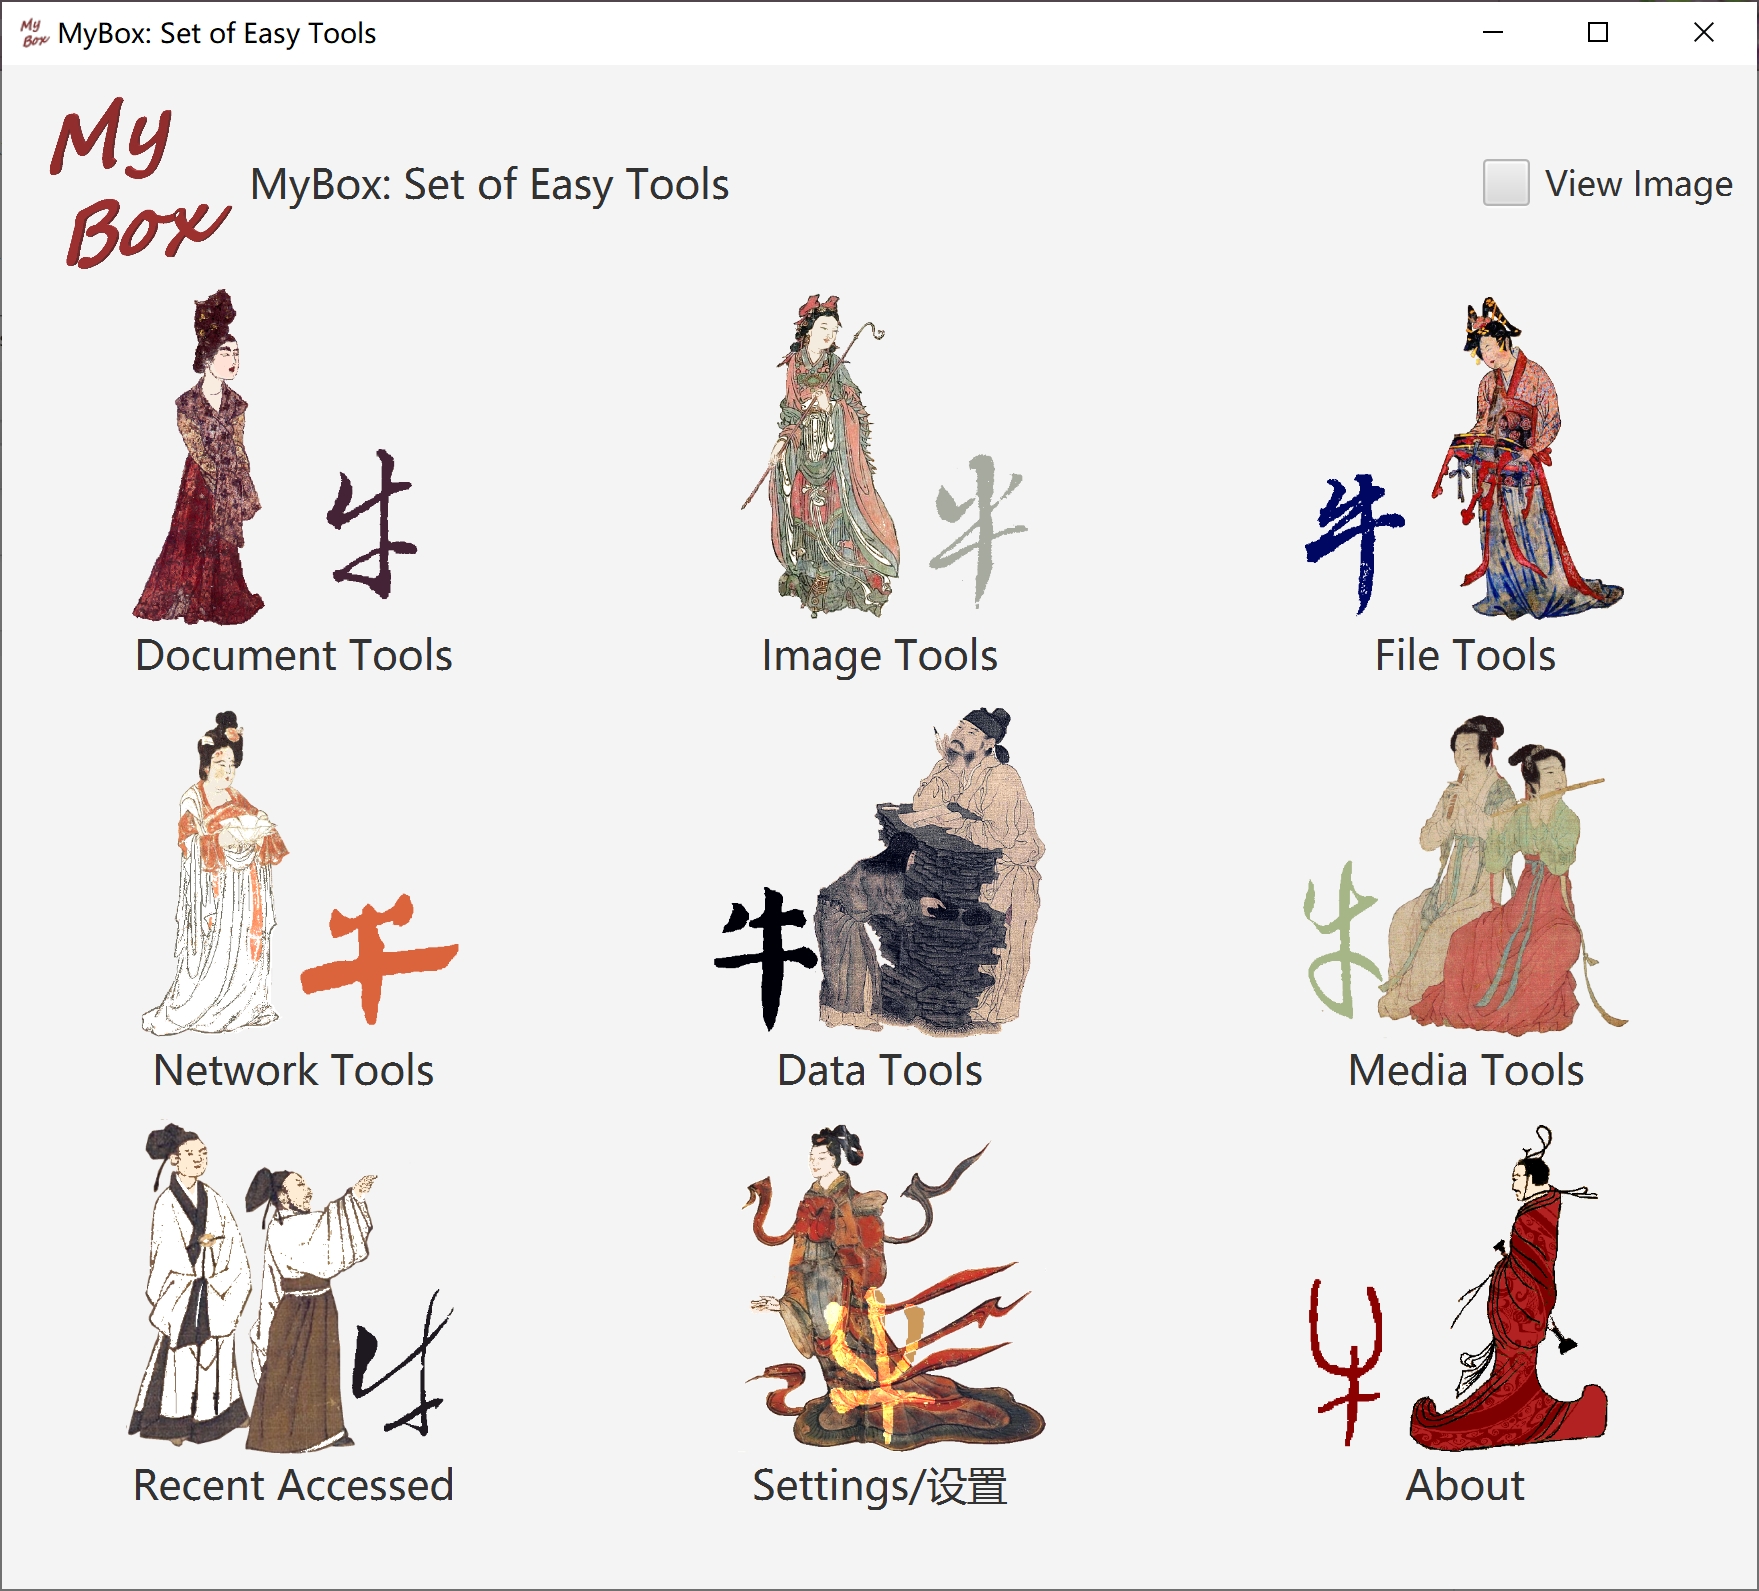 My
Box
MyBox: Set of Easy Tools
My
Box
MyBox: Set of Easy Tools
View Image
牛
牛
牛
Document Tools
Image Tools
File Tools
牛
牛
牛
Network Tools
Data Tools
Media Tools
牛
牛
牛
Recent Accessed
Settings/设置
About